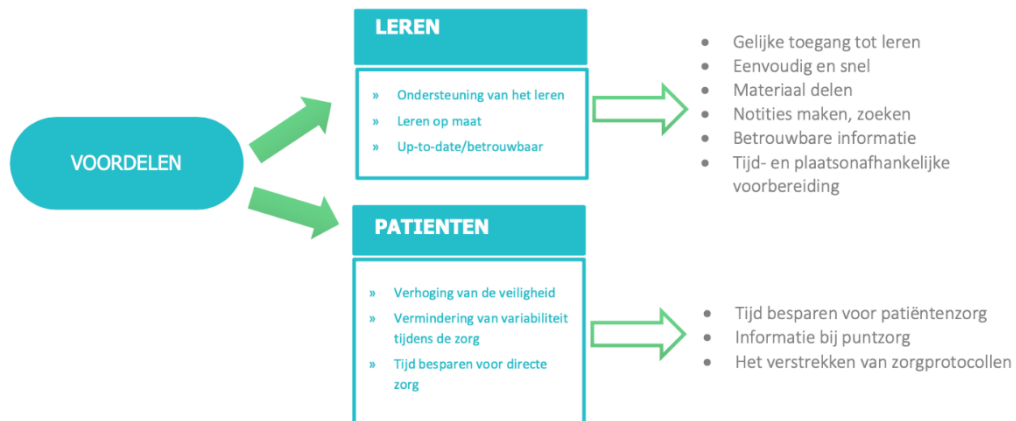 VOORDELEN
LEREN
» Ondersteuning van het leren
» Leren op maat
» Up-to-date/betrouwbaar
• Gelijke toegang tot leren
• Eenvoudig en snel
• Materiaal delen
• Notities maken, zoeken
• Betrouwbare informatie
• Tijd- en plaatsonafhankelijke
voorbereiding
PATIENTEN
» Verhoging van de veiligheid
» Vermindering van variabiliteit
tijdens de zorg
» Tijd besparen voor directe
zorg
• Tijd besparen voor patiëntenzorg
• Informatie bij puntzorg
• Het verstrekken van zorgprotocollen